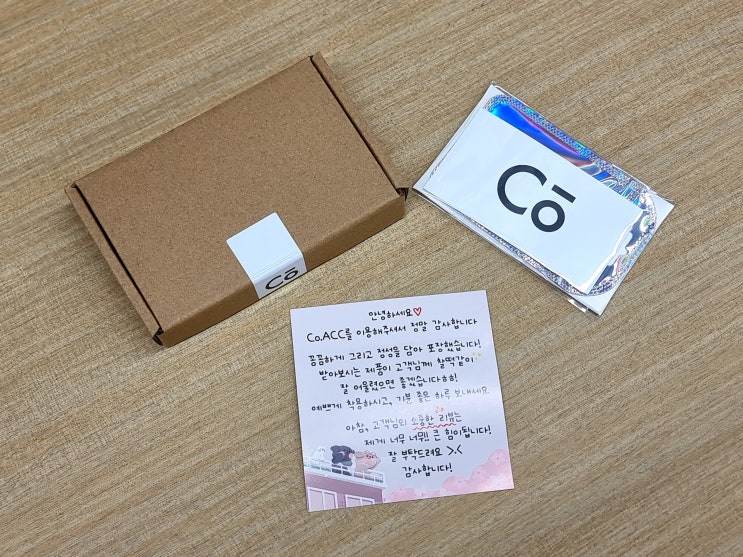 Cō
Cō
안녕하세요♡
Co.ACC를 이용해주셔서 정말 감사합니다
꼼꼼하게 그리고 정성을 담아 포장했습니다!
받아보시는 제품이 고객님께 찰떡같이
잘 어울렸으면 좋겠습니다ㅎㅎ!
예쁘게 착용하시고, 기분 좋은 하루 보내세요
아참, 고객님의 소중한 리뷰는
제게 너무 너무!! 큰 힘이됩니다!
잘 부탁드려요 >.<
감사합니다!